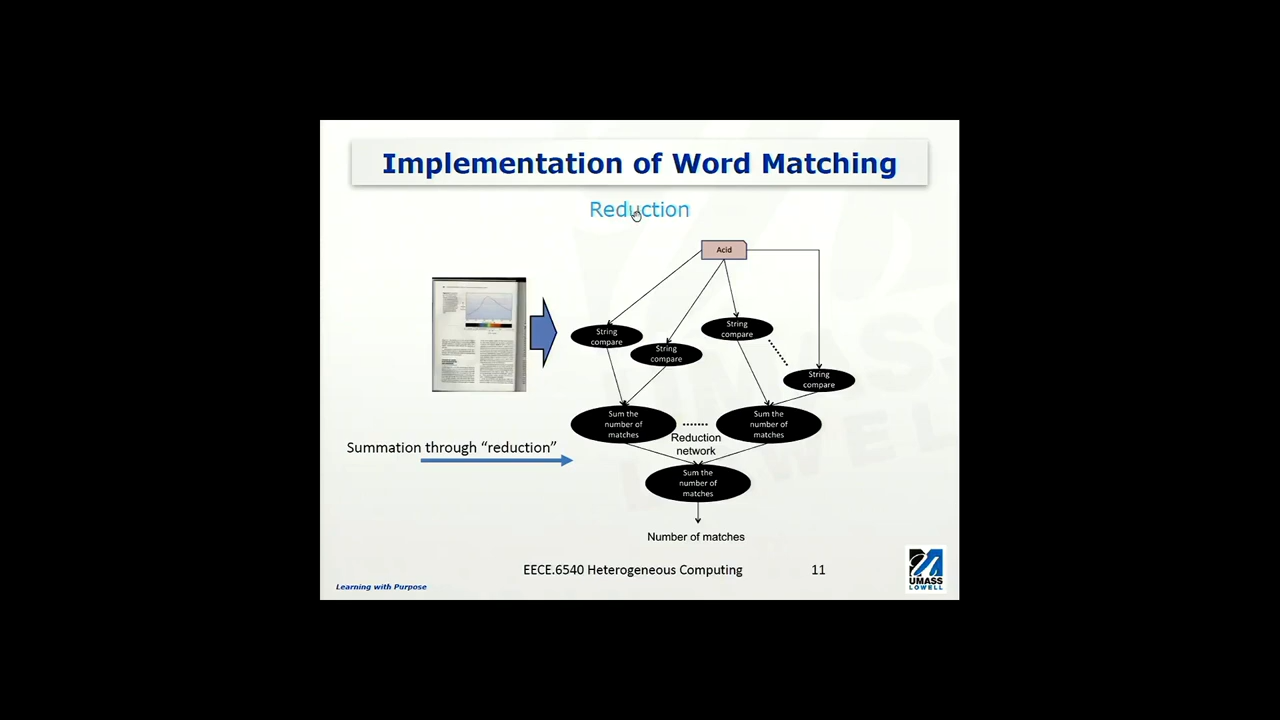 Implementation of Word Matching
Reduction
Acid
String
compare
String
compare
String
compare
String
compare
Sum the
number of
matches
Sum the
number of
matches
Reduction
network
Summation through “reduction”
Sum the
number of
matches
Number of matches
EECE.6540 Heterogeneous Computing
11
Learning with Purpose
UMASS
LOWELL